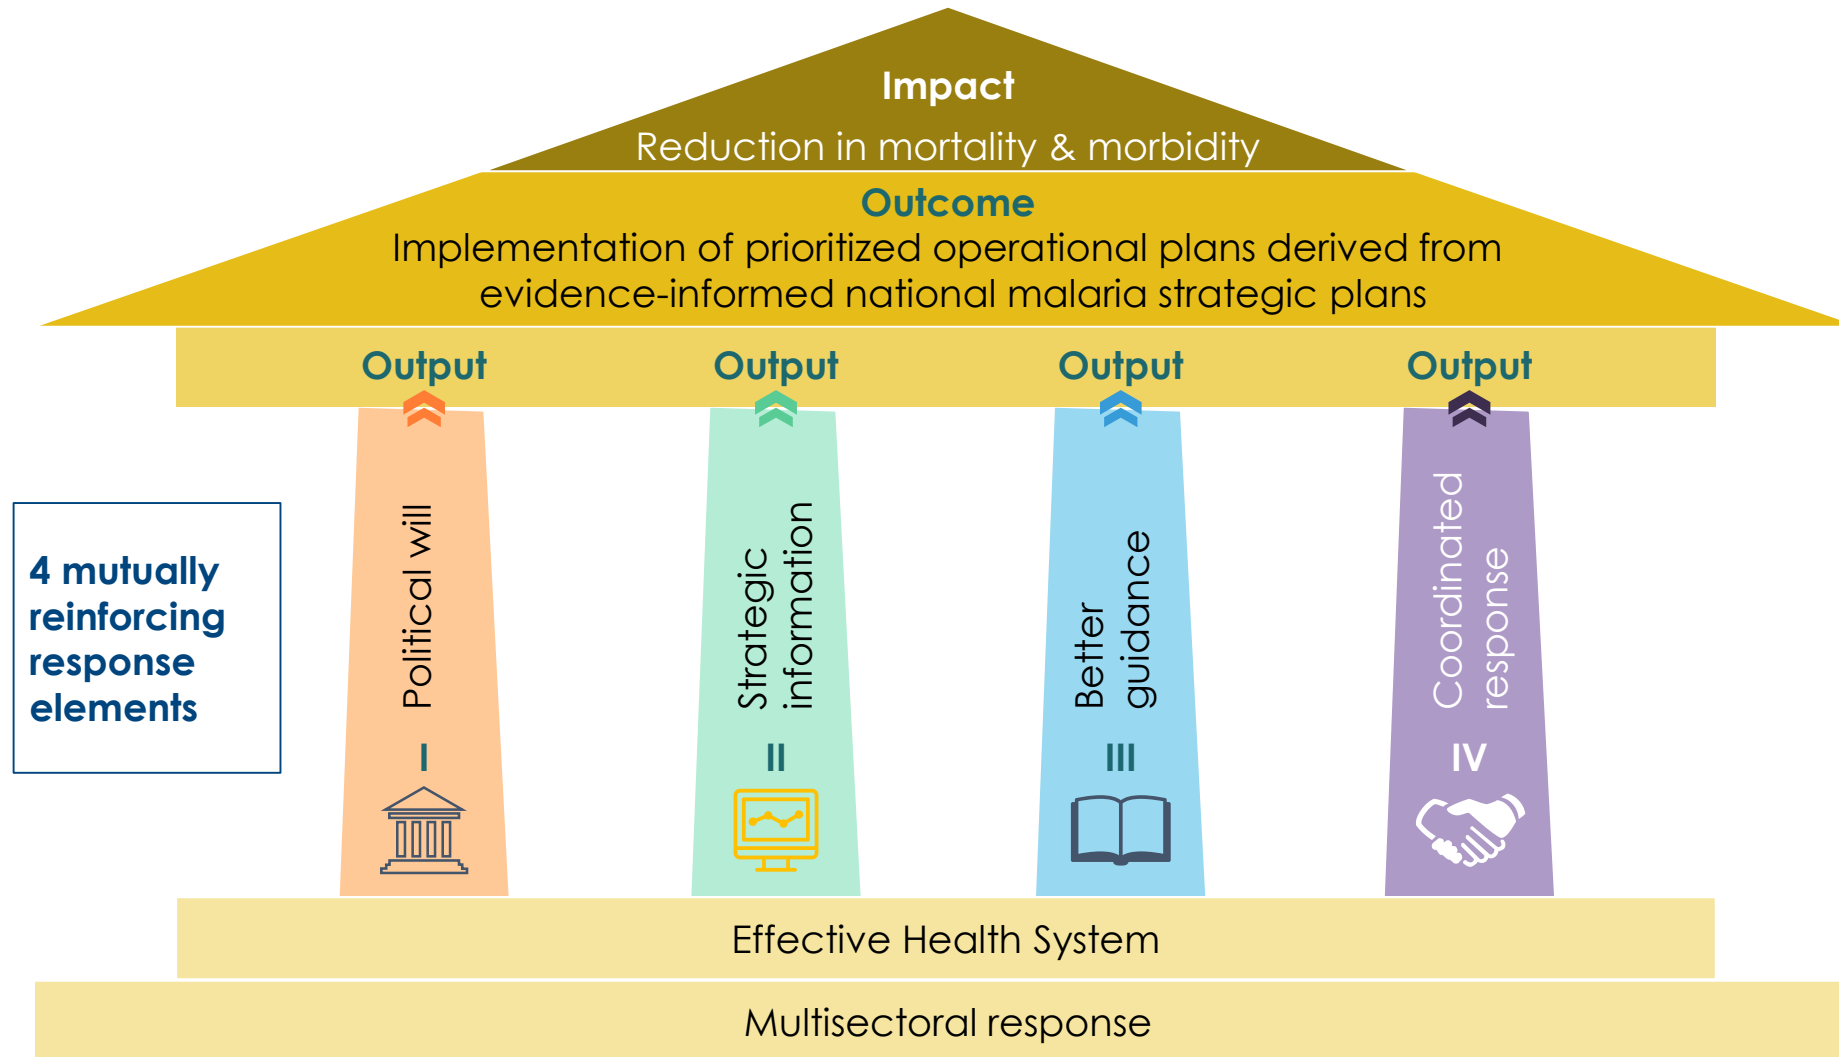 Impact
Reduction in mortality & morbidity
Outcome
Implementation of prioritized operational plans derived from
evidence-informed national malaria strategic plans
Output
Output
Output
Output
4 mutually
reinforcing
response
elements
Political will
I
Strategic
information
II
Better
guidance
III
Coordinated
response
IV
Effective Health System
Multisectoral response